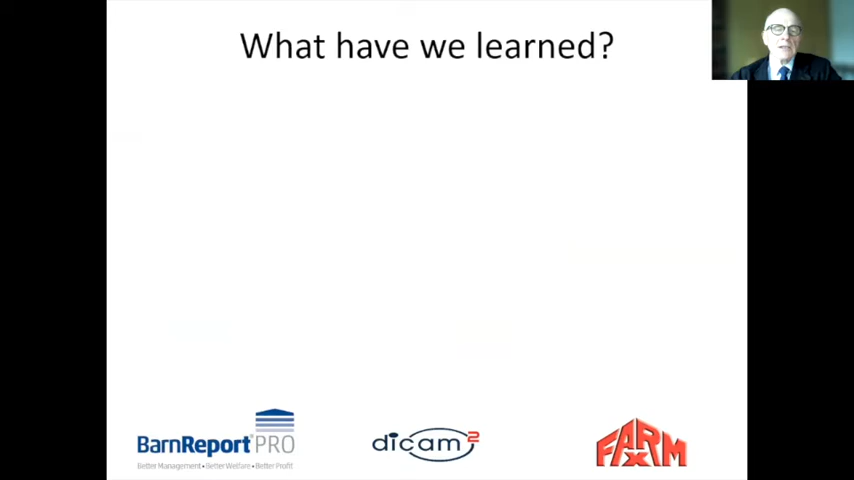 What have we learned?
BarnReport PRO
Better Management • Better Welfare • Better Profit
dicam2
FARM
X